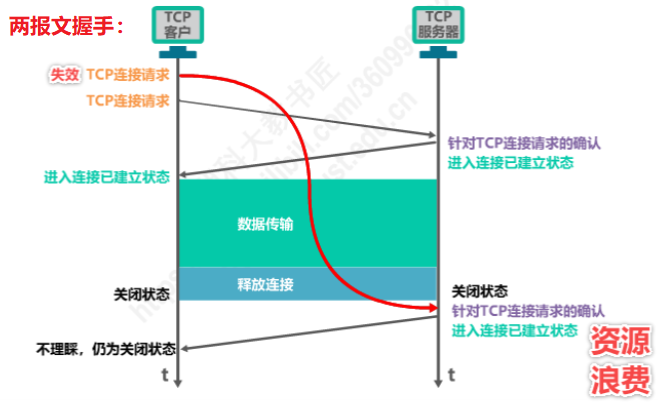 两报文握手：
TCP
客户
TCP
服务器
失效 TCP连接请求
TCP连接请求
针对TCP连接请求的确认
进入连接已建立状态
进入连接已建立状态
数据传输
释放连接
关闭状态
关闭状态
针对TCP连接请求的确认
进入连接已建立状态
不理睬，仍为关闭状态
资源
浪费
t
t